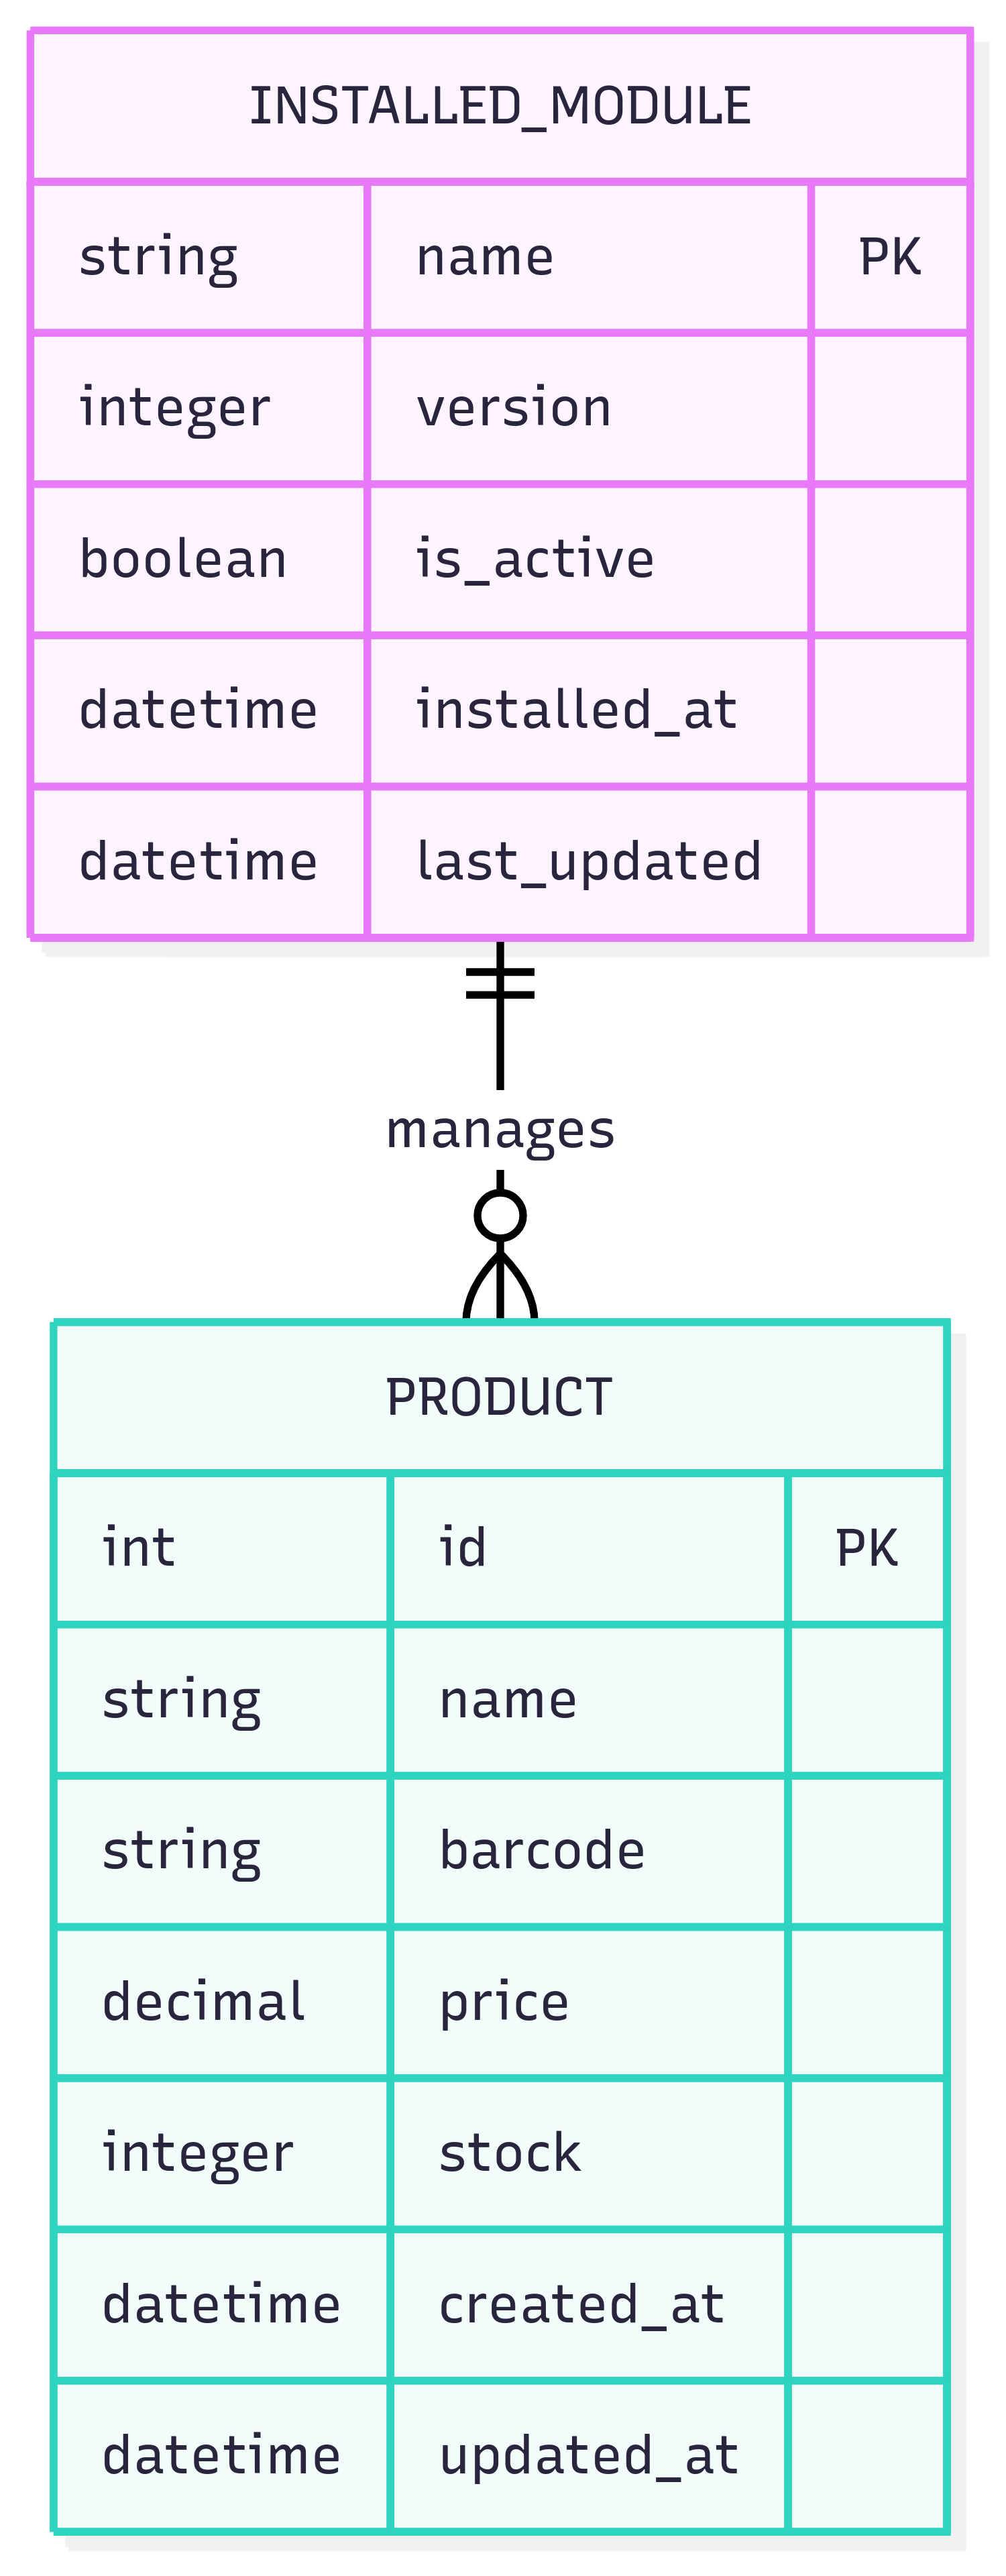 INSTALLED_MODULE
string name PK
integer version
boolean is_active
datetime installed_at
datetime last_updated
manages
PRODUCT
int id PK
string name
string barcode
decimal price
integer stock
datetime created_at
datetime updated_at